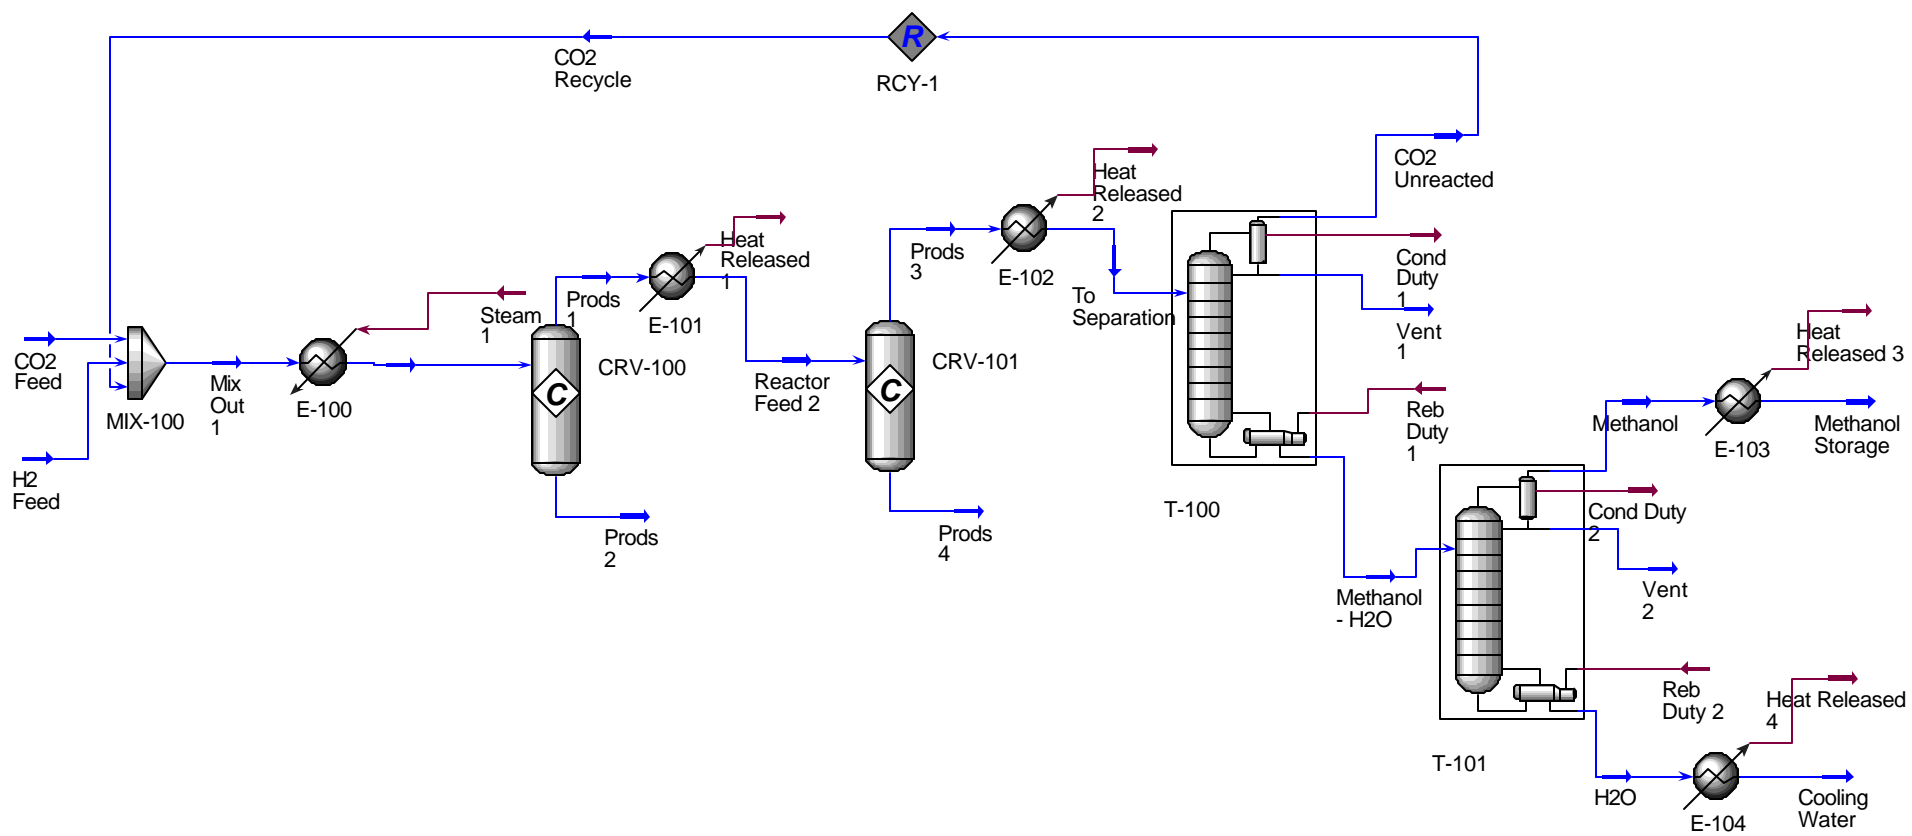 R
CO2
Recycle
RCY-1
CO2
Unreacted
Heat
Released
2
Heat
Released
1
Prods
3
E-102
Cond
Duty
1
Vent
1
Prods
1
E-101
To
Separation
Steam
1
CO2
Feed
MIX-100
Mix
Out
1
E-100
CRV-100
C
Reactor
Feed 2
CRV-101
C
Reb
Duty
1
Heat
Released 3
Methanol
E-103
Methanol
Storage
H2
Feed
Prods
2
Prods
4
T-100
Cond Duty
2
Methanol
- H2O
Vent
2
Reb
Duty 2
Heat Released
4
T-101
H2O
E-104
Cooling
Water